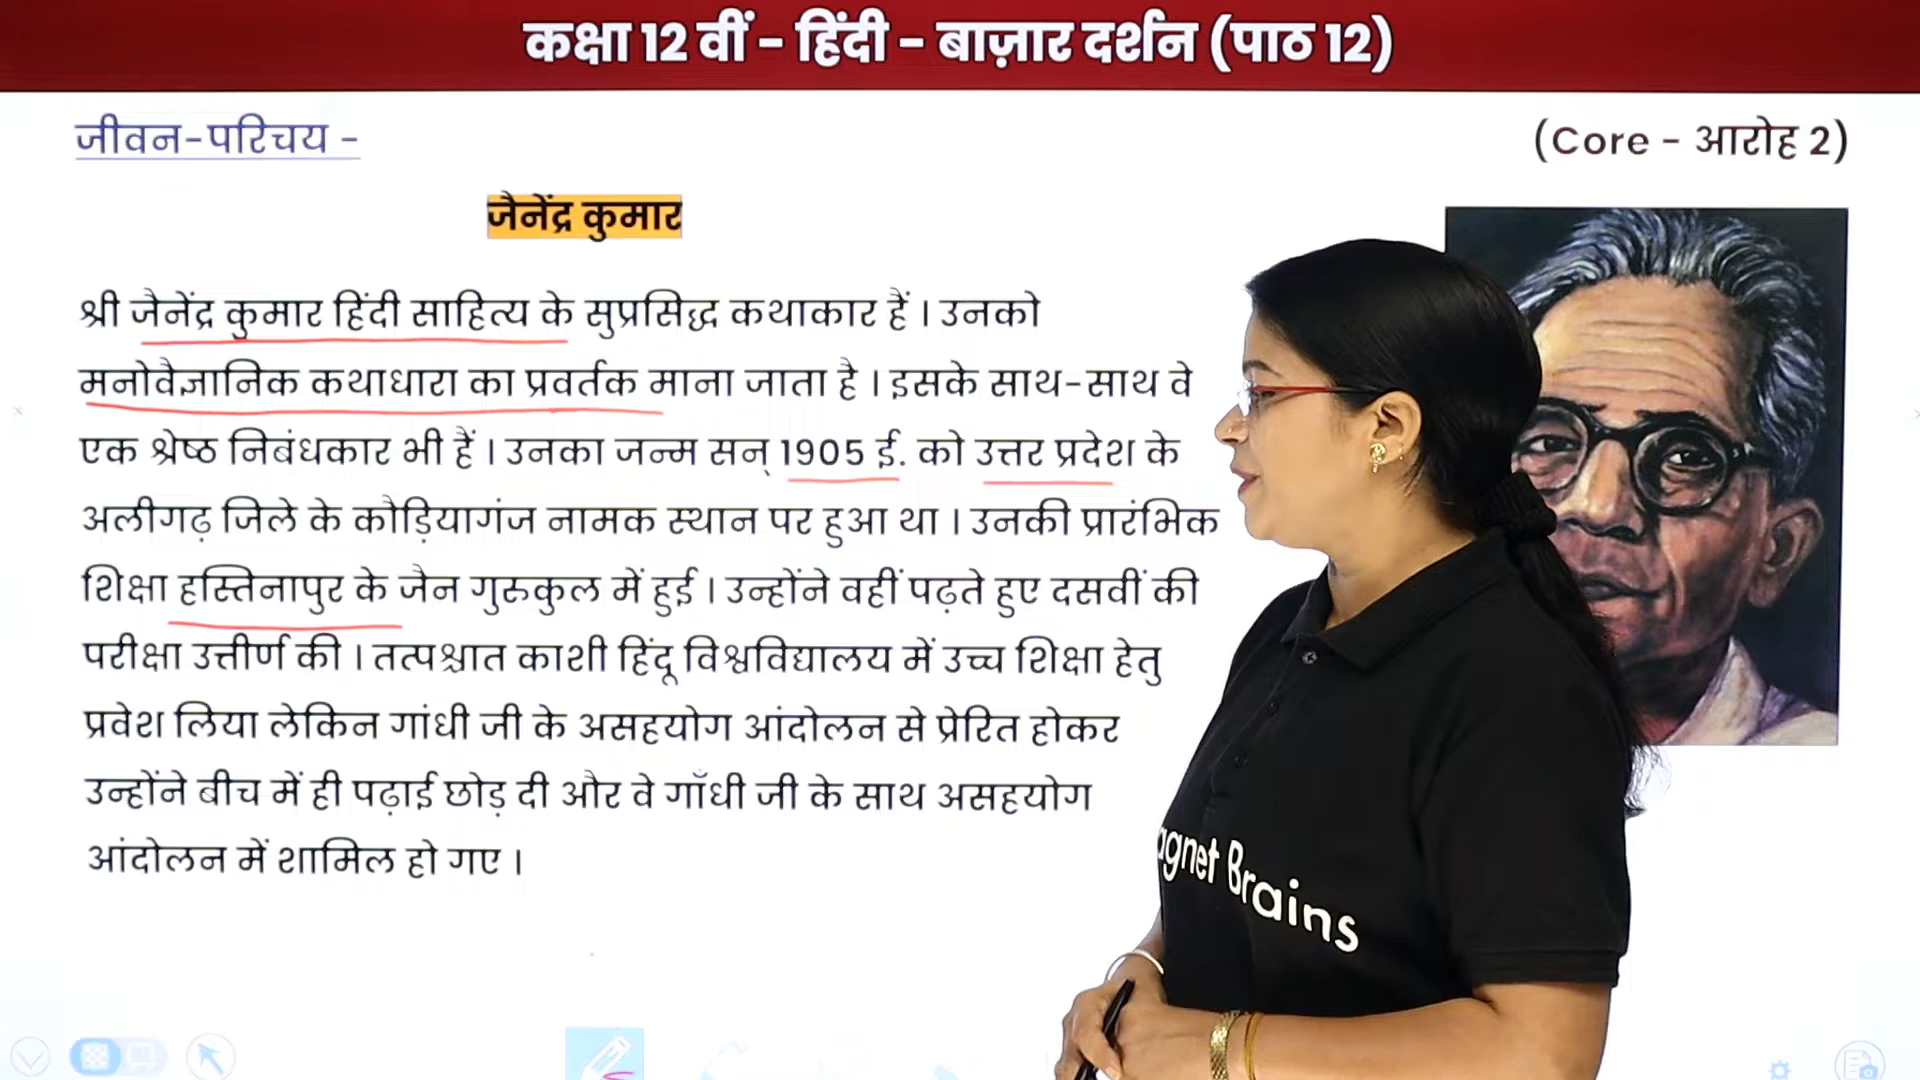 कक्षा 12 वीं - हिंदी - बाज़ार दर्शन (पाठ 12)
जीवन-परिचय -
(Core - आरोह 2)
जैनेंद्र कुमार
श्री जैनेंद्र कुमार हिंदी साहित्य के सुप्रसिद्ध कथाकार हैं । उनको
मनोवैज्ञानिक कथाधारा का प्रवर्तक माना जाता है । इसके साथ-साथ वे
एक श्रेष्ठ निबंधकार भी हैं । उनका जन्म सन् 1905 ई. को उत्तर प्रदेश के
अलीगढ़ जिले के कौड़ियागंज नामक स्थान पर हुआ था । उनकी प्रारंभिक
शिक्षा हस्तिनापुर के जैन गुरुकुल में हुई । उन्होंने वहीं पढ़ते हुए दसवीं की
परीक्षा उत्तीर्ण की । तत्पश्चात काशी हिंदू विश्वविद्यालय में उच्च शिक्षा हेतु
प्रवेश लिया लेकिन गांधी जी के असहयोग आंदोलन से प्रेरित होकर
उन्होंने बीच में ही पढ़ाई छोड़ दी और वे गाँधी जी के साथ असहयोग
आंदोलन में शामिल हो गए ।
agnet Brains